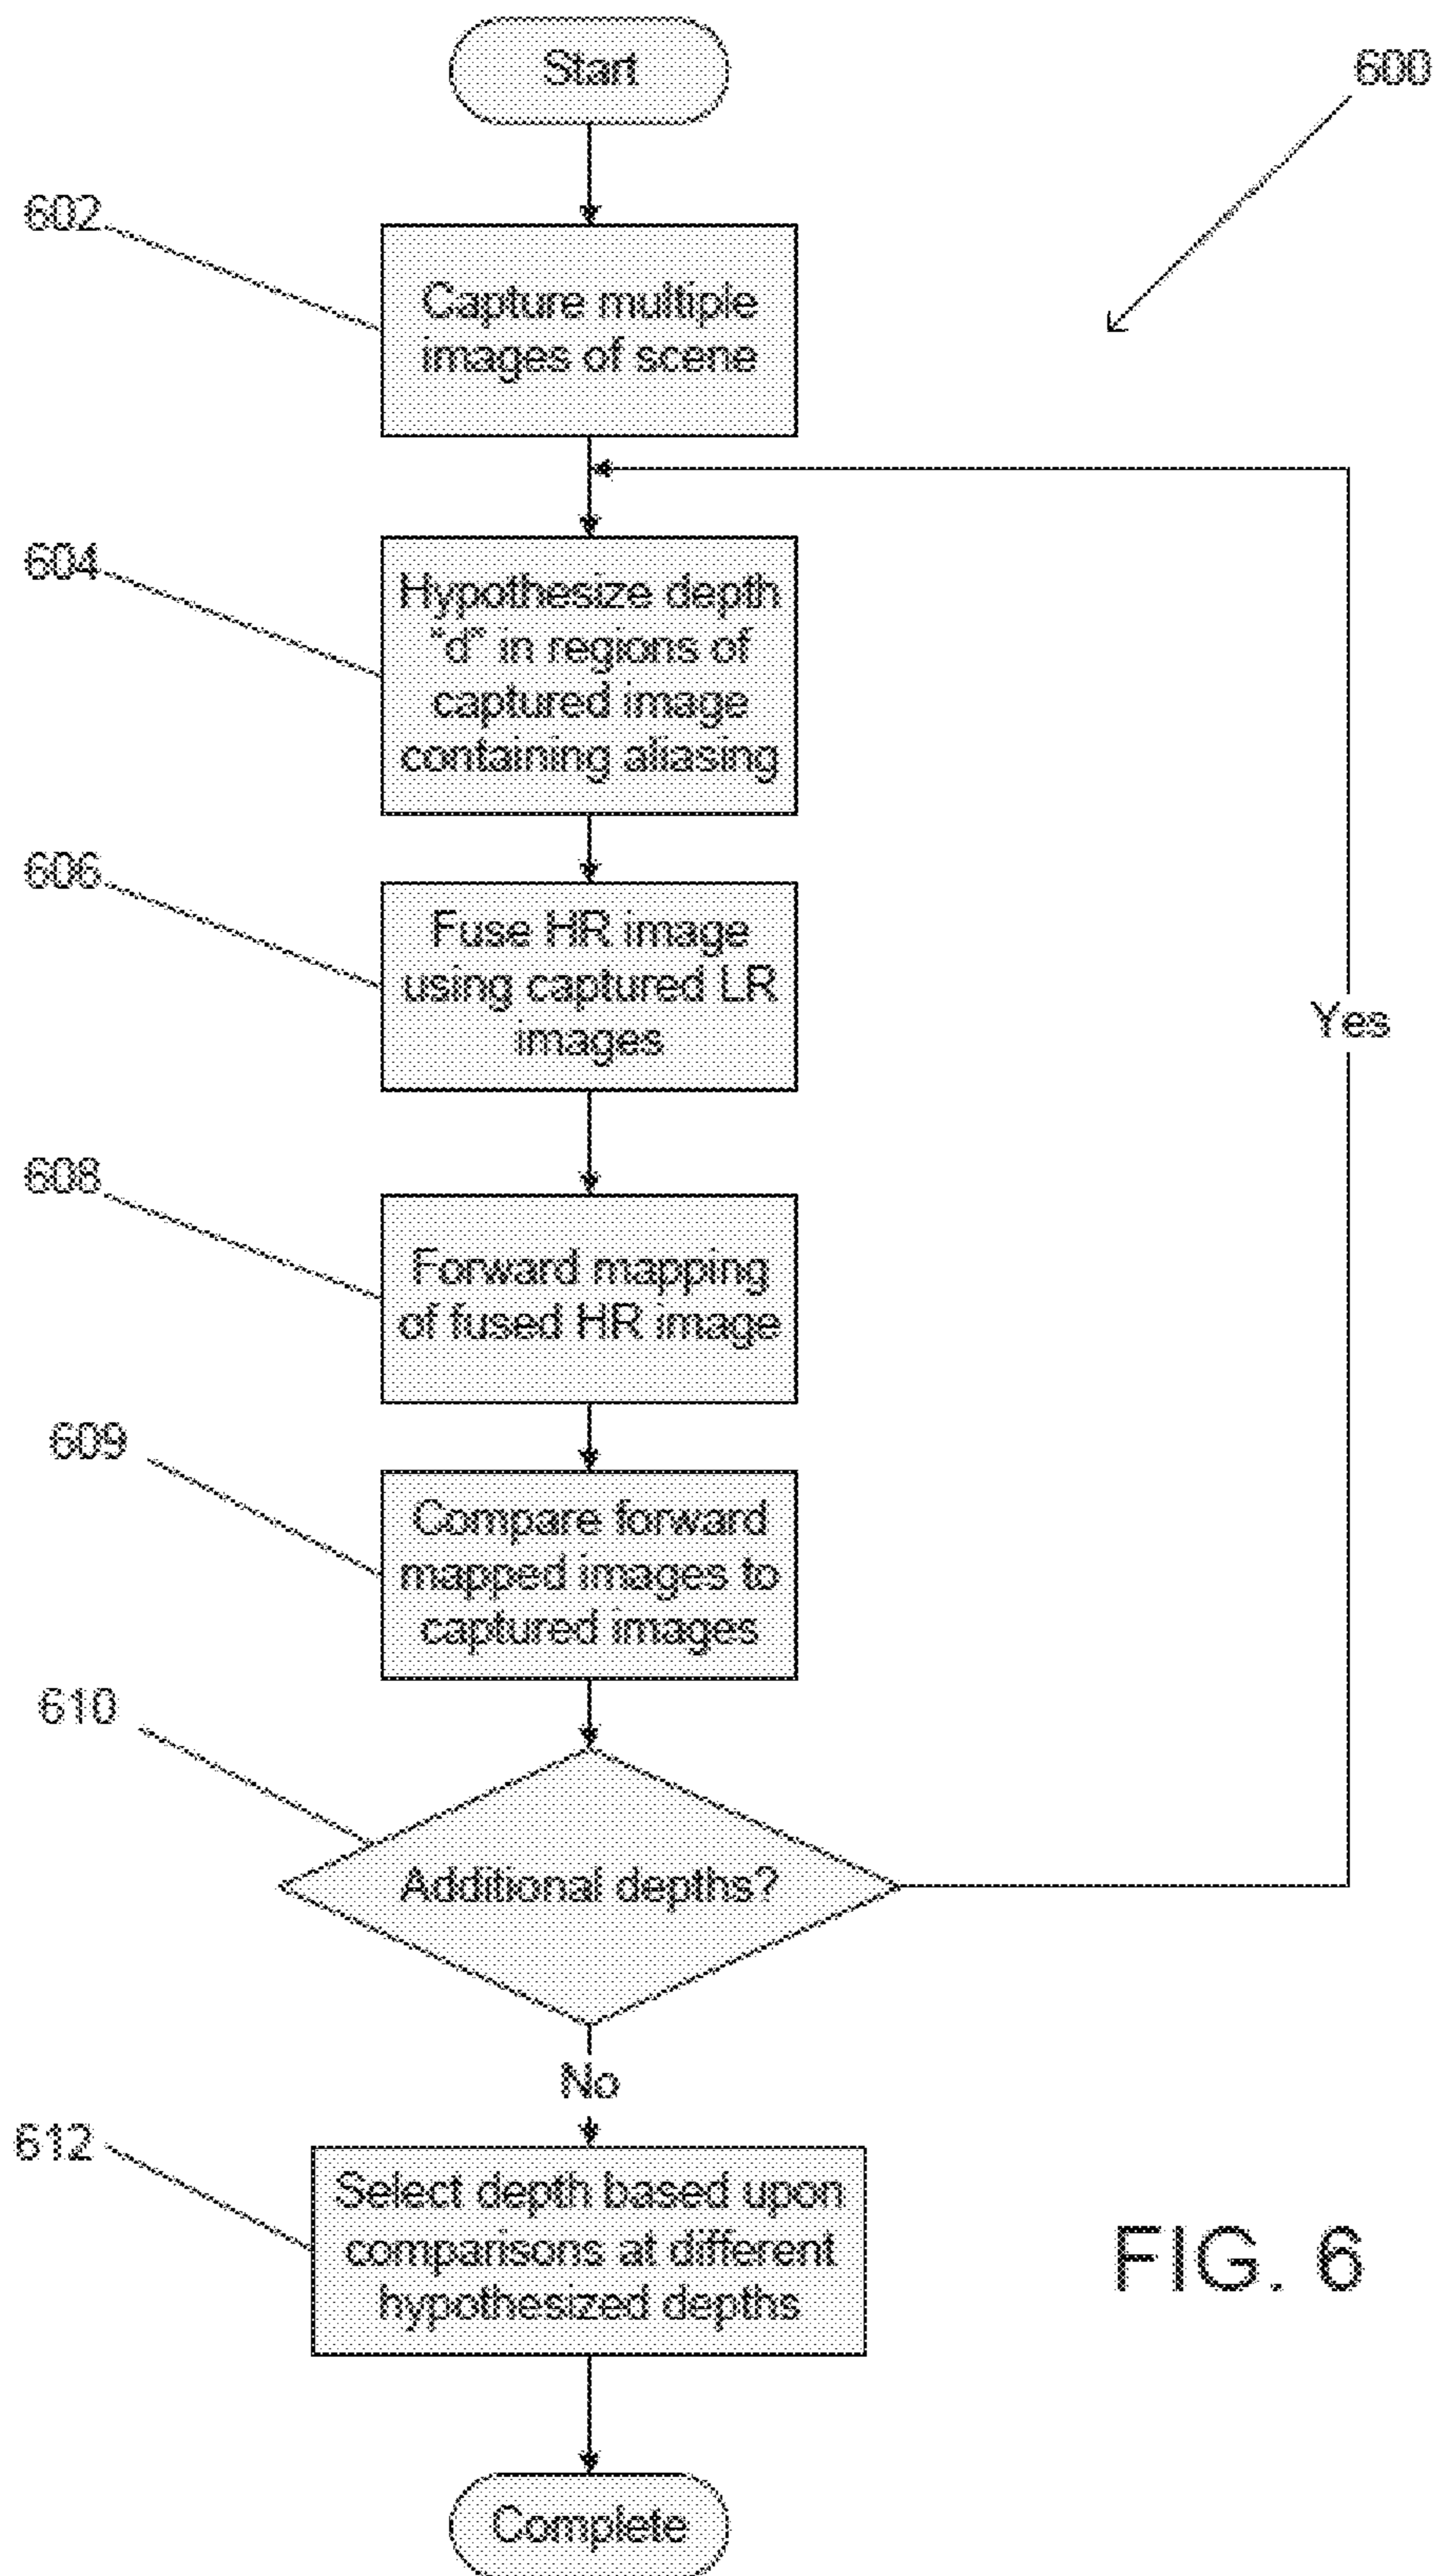 Start
600
602
Capture multiple
images of scene
604
Hypothesize depth
“d” in regions of
captured image
containing aliasing
606
Fuse HR image
using captured LR
images
Yes
608
Forward mapping
of fused HR image
609
Compare forward
mapped images to
captured images
610
Additional depths?
No
612
Select depth based upon
comparisons at different
hypothesized depths
FIG. 6
Complete